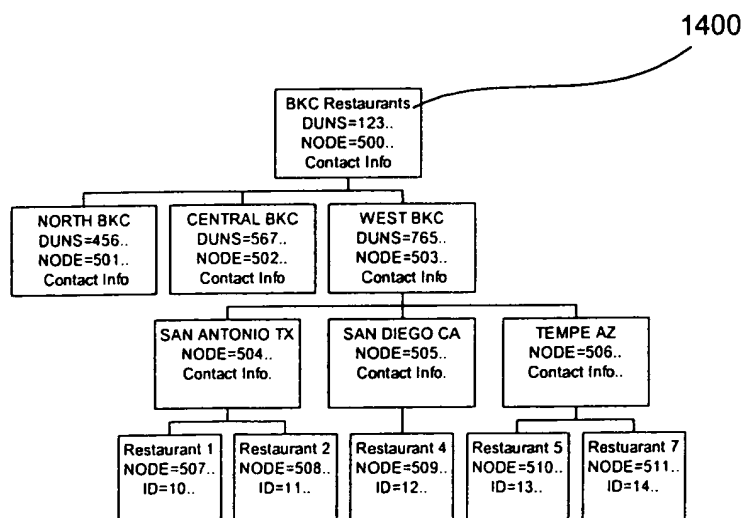 1400
BKC Restaurants
DUNS=123..
NODE=500..
Contact Info
NORTH BKC
DUNS=456..
NODE=501..
Contact Info
CENTRAL BKC
DUNS=567..
NODE=502..
Contact Info
WEST BKC
DUNS=765..
NODE=503..
Contact Info
SAN ANTONIO TX
NODE=504..
Contact Info.
SAN DIEGO CA
NODE=505..
Contact Info.
TEMPE AZ
NODE=506..
Contact Info..
Restaurant 1
NODE=507..
ID=10..
Restaurant 2
NODE=508..
ID=11..
Restaurant 4
NODE=509..
ID=12..
Restaurant 5
NODE=510..
ID=13..
Restuarant 7
NODE=511..
ID=14..